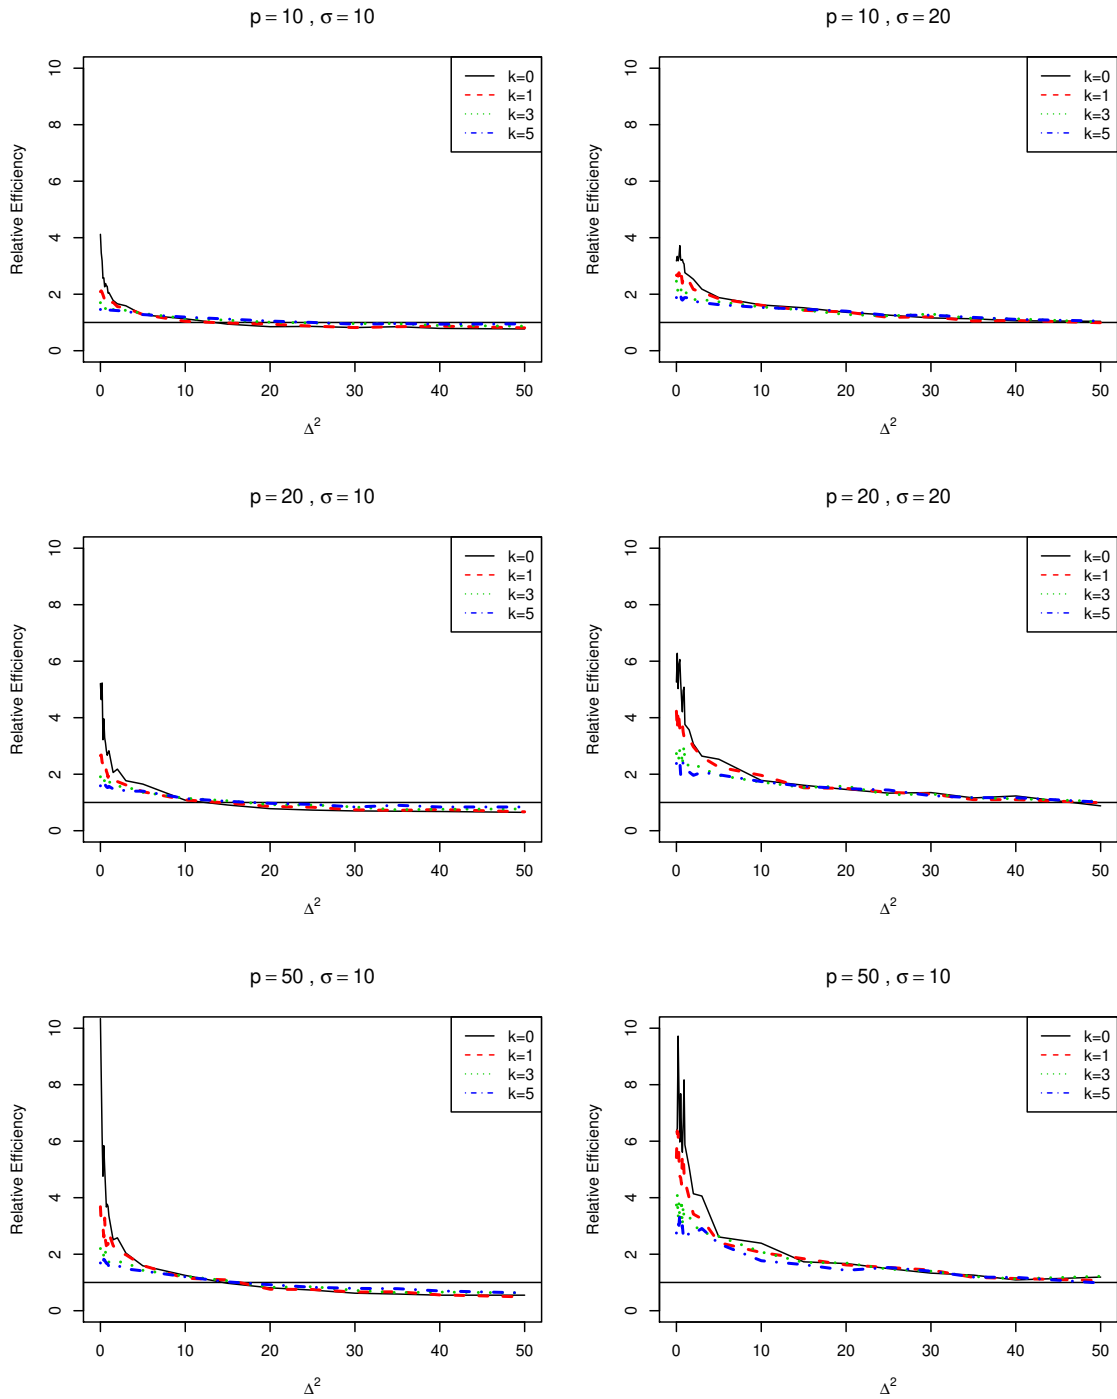 p = 10 , σ = 10
Relative Efficiency
10
8
6
4
2
0
k=0
k=1
k=3
k=5
0 10 20 30 40 50
Δ²
p = 10 , σ = 20
Relative Efficiency
10
8
6
4
2
0
k=0
k=1
k=3
k=5
0 10 20 30 40 50
Δ²
p = 20 , σ = 10
Relative Efficiency
10
8
6
4
2
0
k=0
k=1
k=3
k=5
0 10 20 30 40 50
Δ²
p = 20 , σ = 20
Relative Efficiency
10
8
6
4
2
0
k=0
k=1
k=3
k=5
0 10 20 30 40 50
Δ²
p = 50 , σ = 10
Relative Efficiency
10
8
6
4
2
0
k=0
k=1
k=3
k=5
0 10 20 30 40 50
Δ²
p = 50 , σ = 10
Relative Efficiency
10
8
6
4
2
0
k=0
k=1
k=3
k=5
0 10 20 30 40 50
Δ²